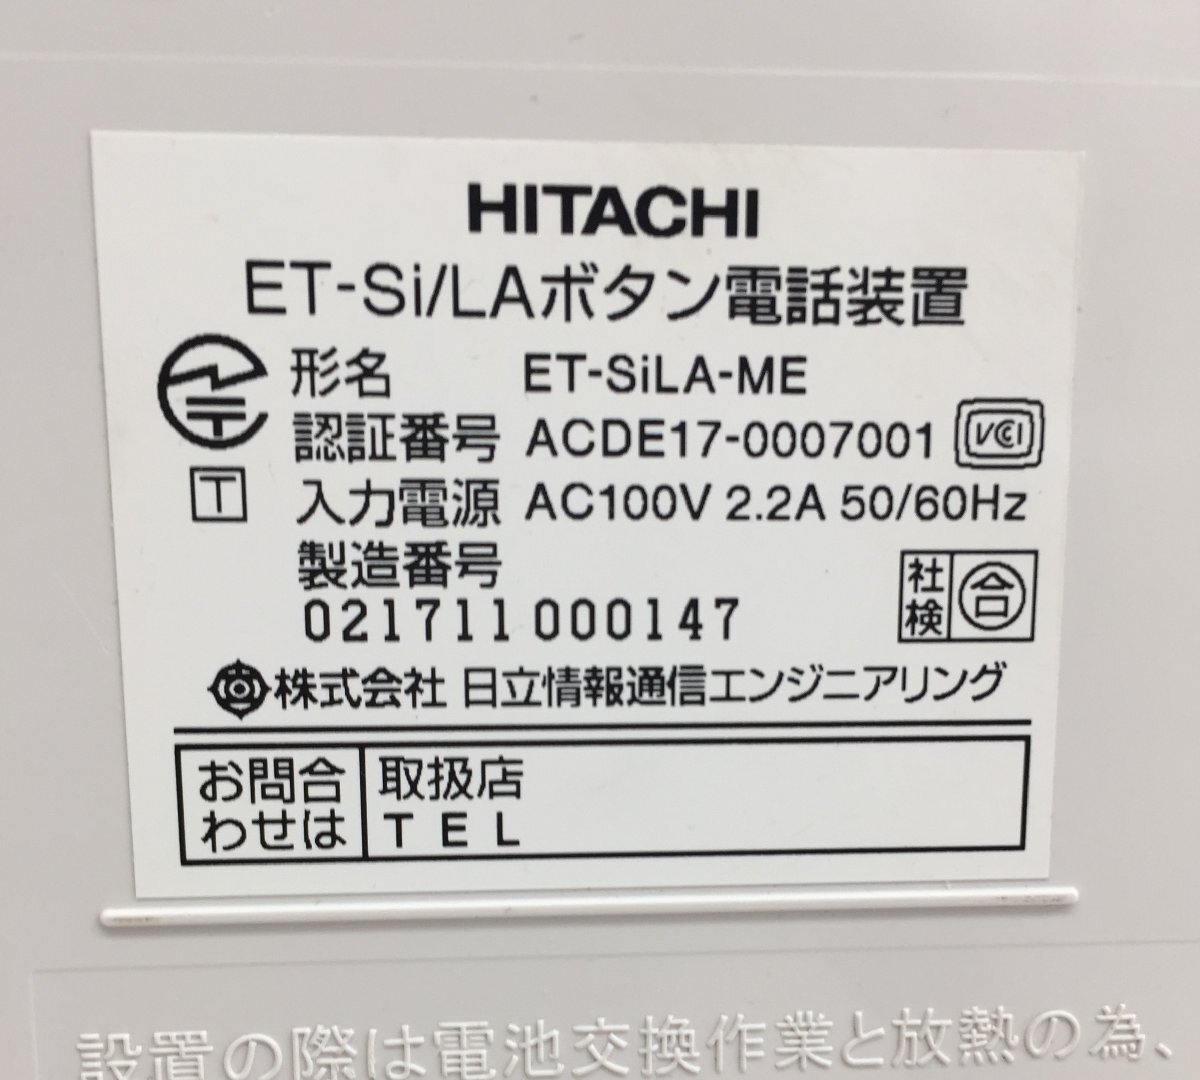 HITACHI
ET-Si/LAボタン電話装置
形名 ET-SiLA-ME
認証番号 ACDE17-0007001 VCCI
T 入力電源 AC100V 2.2A 50/60Hz
製造番号
021711000147
社検 合
株式会社 日立情報通信エンジニアリング
お問合わせは
取扱店
TEL
設置の際は電池交換作業と放熱の為、